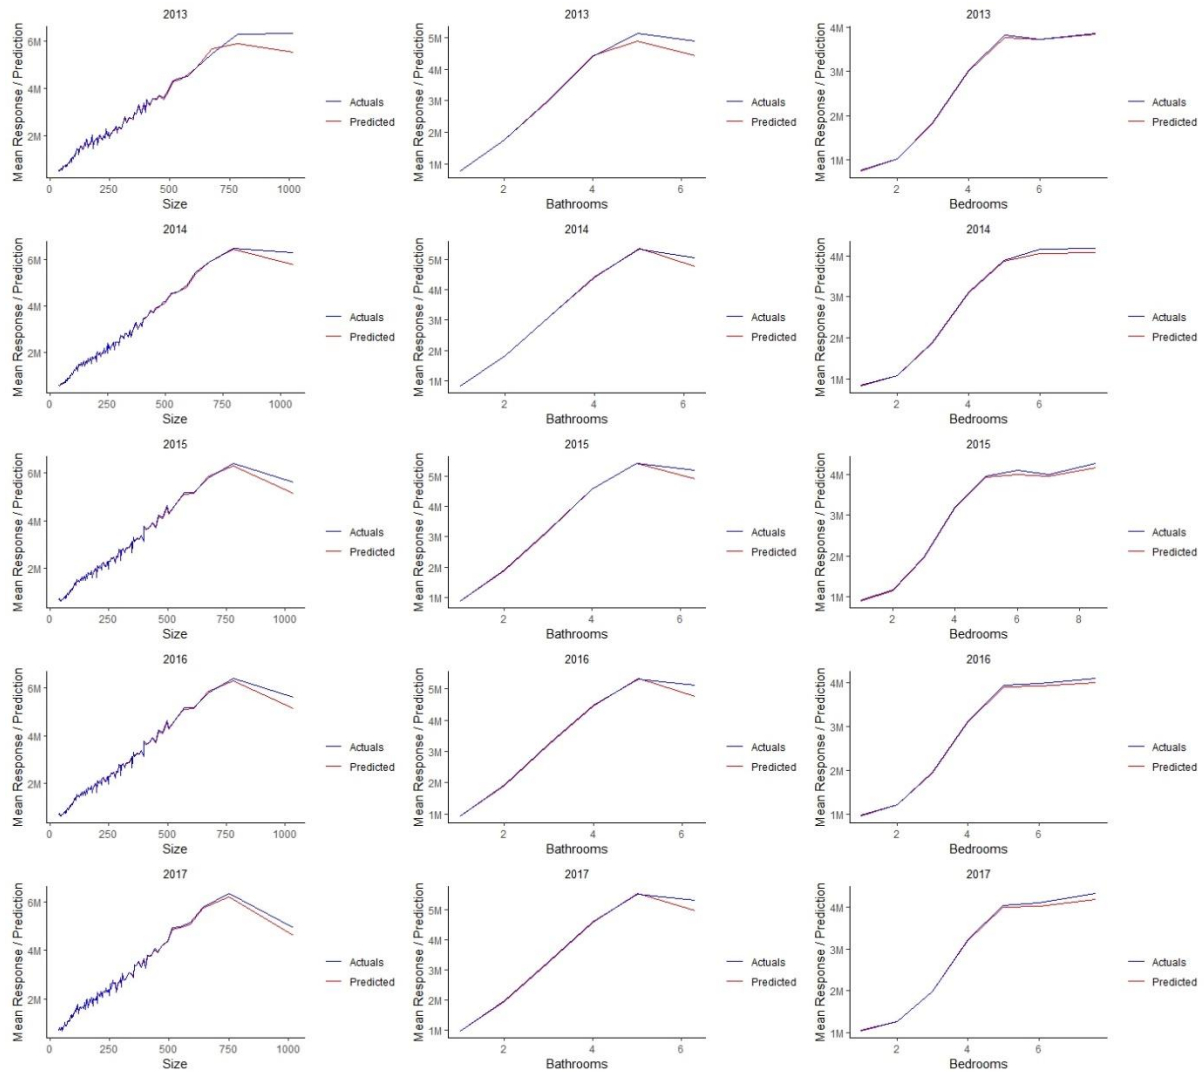 2013
Mean Response / Prediction
6M
4M
2M
0
250
500
750
1000
Size
Actuals
Predicted
2013
Mean Response / Prediction
5M
4M
3M
2M
1M
2
4
6
Bathrooms
Actuals
Predicted
2013
Mean Response / Prediction
4M
3M
2M
1M
2
4
6
Bedrooms
Actuals
Predicted
2014
Mean Response / Prediction
6M
4M
2M
0
250
500
750
1000
Size
Actuals
Predicted
2014
Mean Response / Prediction
5M
4M
3M
2M
1M
2
4
6
Bathrooms
Actuals
Predicted
2014
Mean Response / Prediction
4M
3M
2M
1M
2
4
6
Bedrooms
Actuals
Predicted
2015
Mean Response / Prediction
6M
4M
2M
0
250
500
750
1000
Size
Actuals
Predicted
2015
Mean Response / Prediction
5M
4M
3M
2M
1M
2
4
6
Bathrooms
Actuals
Predicted
2015
Mean Response / Prediction
4M
3M
2M
1M
2
4
6
8
Bedrooms
Actuals
Predicted
2016
Mean Response / Prediction
6M
4M
2M
0
250
500
750
1000
Size
Actuals
Predicted
2016
Mean Response / Prediction
5M
4M
3M
2M
1M
2
4
6
Bathrooms
Actuals
Predicted
2016
Mean Response / Prediction
4M
3M
2M
1M
2
4
6
Bedrooms
Actuals
Predicted
2017
Mean Response / Prediction
6M
4M
2M
0
250
500
750
1000
Size
Actuals
Predicted
2017
Mean Response / Prediction
5M
4M
3M
2M
1M
2
4
6
Bathrooms
Actuals
Predicted
2017
Mean Response / Prediction
4M
3M
2M
1M
2
4
6
Bedrooms
Actuals
Predicted